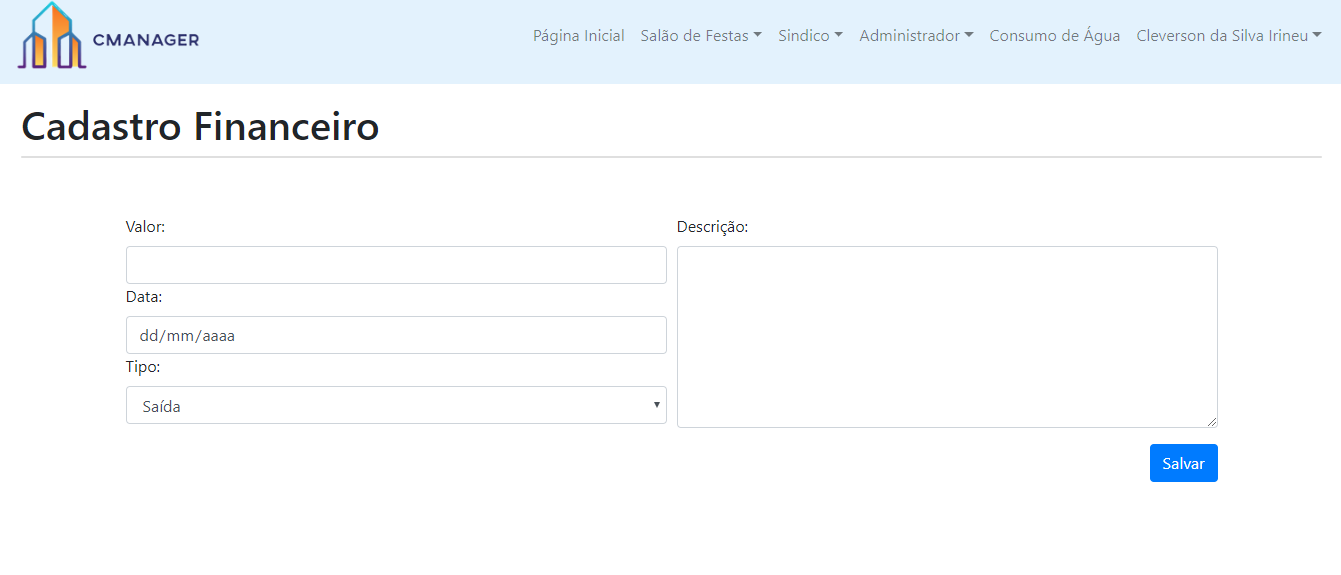 CMANAGER
Página Inicial Salão de Festas Sindico Administrador Consumo de Água Cleverson da Silva Irineu
Cadastro Financeiro
Valor:
Descrição:
Data:
dd/mm/aaaa
Tipo:
Saída
Salvar